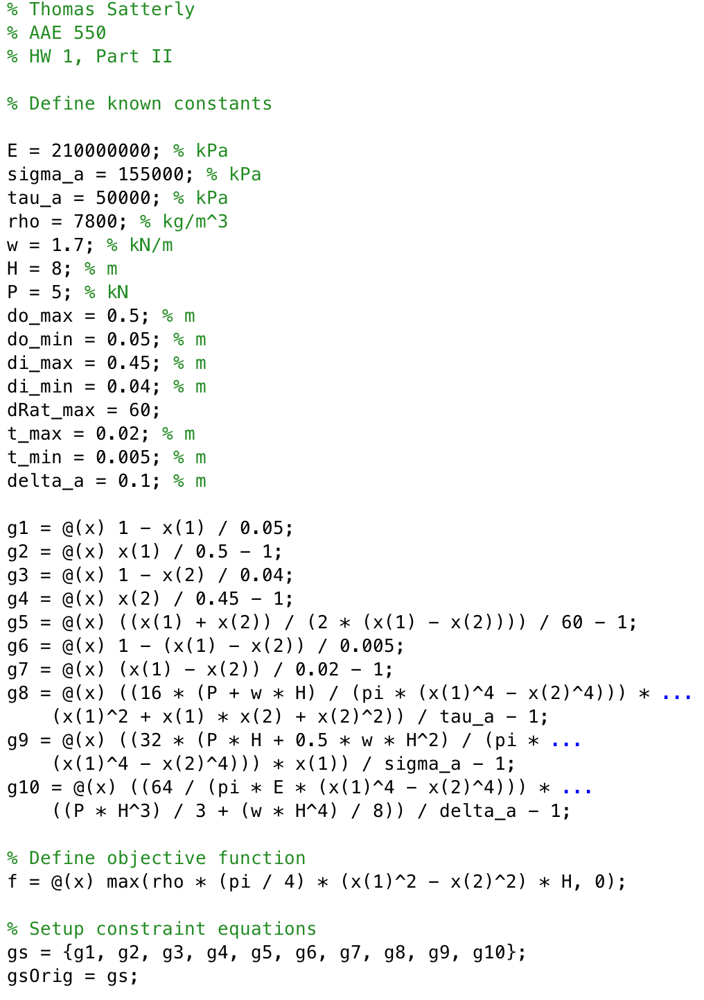 % Thomas Satterly
% AAE 550
% HW 1, Part II
% Define known constants
E = 210000000; % kPa
sigma_a = 155000; % kPa
tau_a = 50000; % kPa
rho = 7800; % kg/m^3
w = 1.7; % kN/m
H = 8; % m
P = 5; % kN
do_max = 0.5; % m
do_min = 0.05; % m
di_max = 0.45; % m
di_min = 0.04; % m
dRat_max = 60;
t_max = 0.02; % m
t_min = 0.005; % m
delta_a = 0.1; % m
g1 = @(x) 1 - x(1) / 0.05;
g2 = @(x) x(1) / 0.5 - 1;
g3 = @(x) 1 - x(2) / 0.04;
g4 = @(x) x(2) / 0.45 - 1;
g5 = @(x) ((x(1) + x(2)) / (2 * (x(1) - x(2)))) / 60 - 1;
g6 = @(x) 1 - (x(1) - x(2)) / 0.005;
g7 = @(x) (x(1) - x(2)) / 0.02 - 1;
g8 = @(x) ((16 * (P + w * H) / (pi * (x(1)^4 - x(2)^4))) * ...
    (x(1)^2 + x(1) * x(2) + x(2)^2)) / tau_a - 1;
g9 = @(x) ((32 * (P * H + 0.5 * w * H^2) / (pi * ...
    (x(1)^4 - x(2)^4))) * x(1)) / sigma_a - 1;
g10 = @(x) ((64 / (pi * E * (x(1)^4 - x(2)^4))) * ...
    ((P * H^3) / 3 + (w * H^4) / 8)) / delta_a - 1;
% Define objective function
f = @(x) max(rho * (pi / 4) * (x(1)^2 - x(2)^2) * H, 0);
% Setup constraint equations
gs = {g1, g2, g3, g4, g5, g6, g7, g8, g9, g10};
gsOrig = gs;